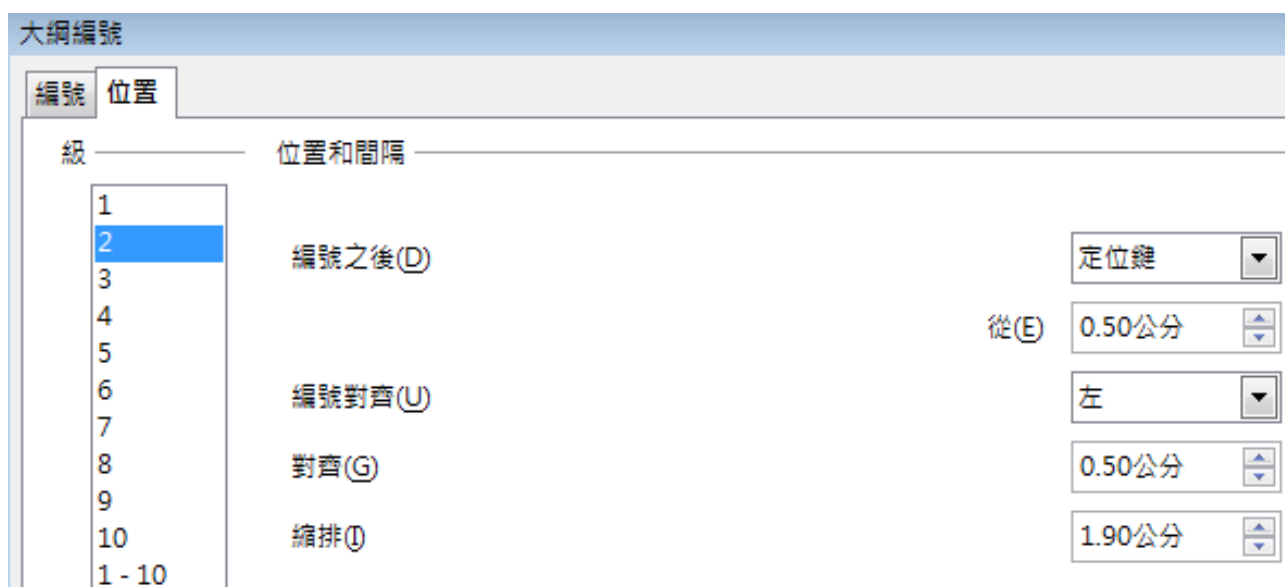 大綱編號
編號 位置
級 位置和間隔
1
2
3
4
5
6
7
8
9
10
1 - 10
編號之後(D) 定位鍵
從(E) 0.50公分
編號對齊(U) 左
對齊(G) 0.50公分
縮排(I) 1.90公分